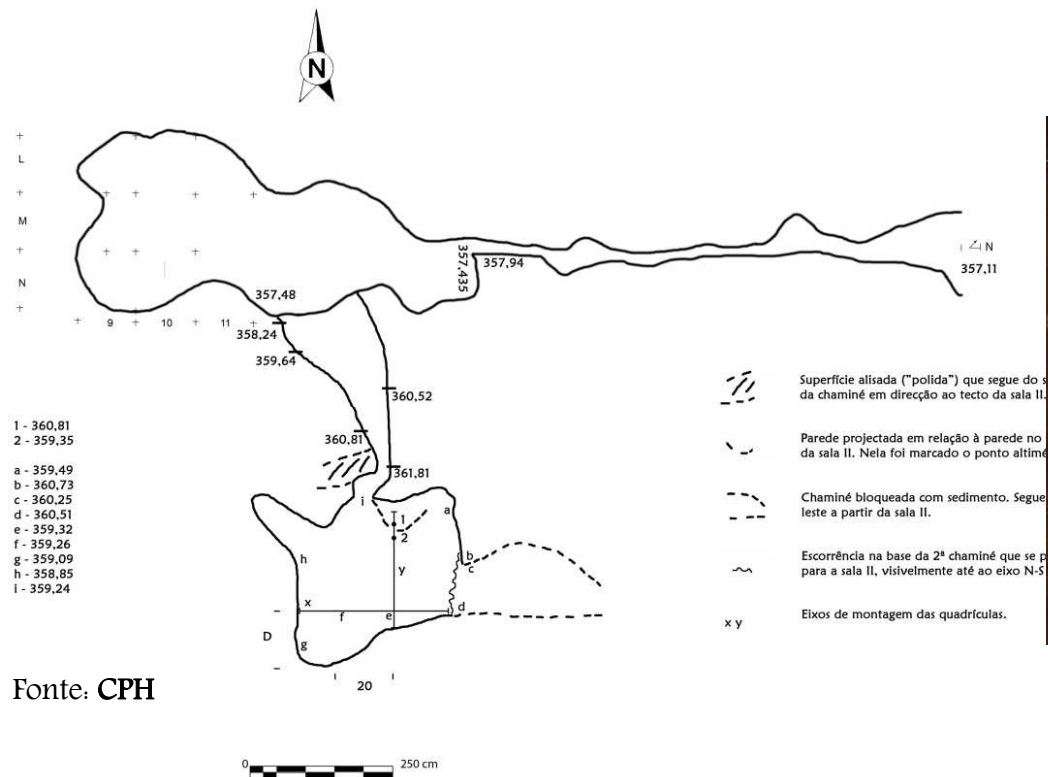 N
L
M
N
9 10 11
357,48
358,24
359,64
357,435
357,94
N
357,11
360,52
360,81
361,81
1 - 360,81
2 - 359,35
a - 359,49
b - 360,73
c - 360,25
d - 360,51
e - 359,32
f - 359,26
g - 359,09
h - 358,85
i - 359,24
i
a
1
2
h
b
c
y
x
f
e
d
D
g
20
Superfície alisada ("polida") que segue do s
da chaminé em direcção ao tecto da sala II.
Parede projectada em relação à parede no
da sala II. Nela foi marcado o ponto altimé
Chaminé bloqueada com sedimento. Segue
leste a partir da sala II.
Escorrência na base da 2ª chaminé que se p
para a sala II, visivelmente até ao eixo N-S
x y Eixos de montagem das quadrículas.
Fonte: CPH
0 250 cm